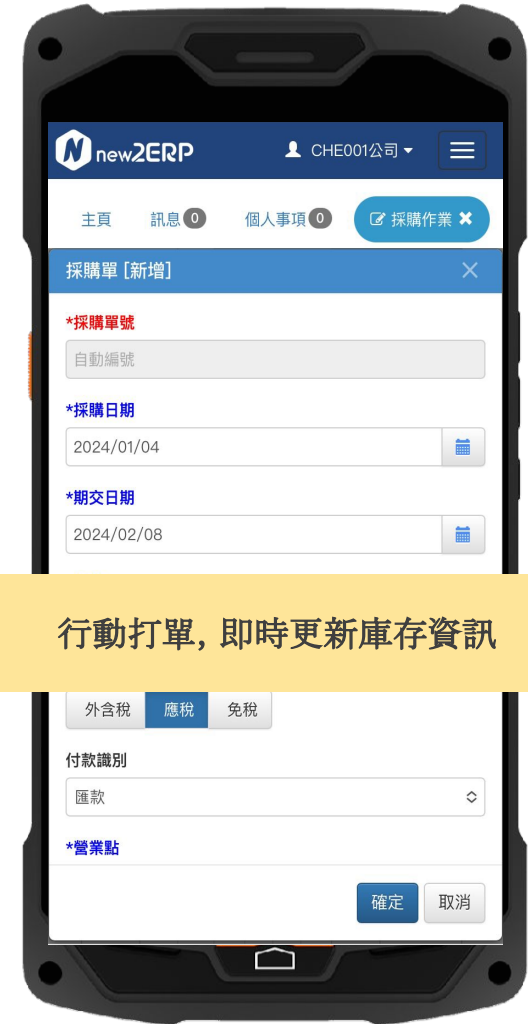 N new2ERP
CHE001公司
主頁 訊息 0 個人事項 0 採購作業
採購單 [新增]
*採購單號
自動編號
*採購日期
2024/01/04
*期交日期
2024/02/08
行動打單, 即時更新庫存資訊
外含稅 應稅 免稅
付款識別
匯款
*營業點
確定 取消